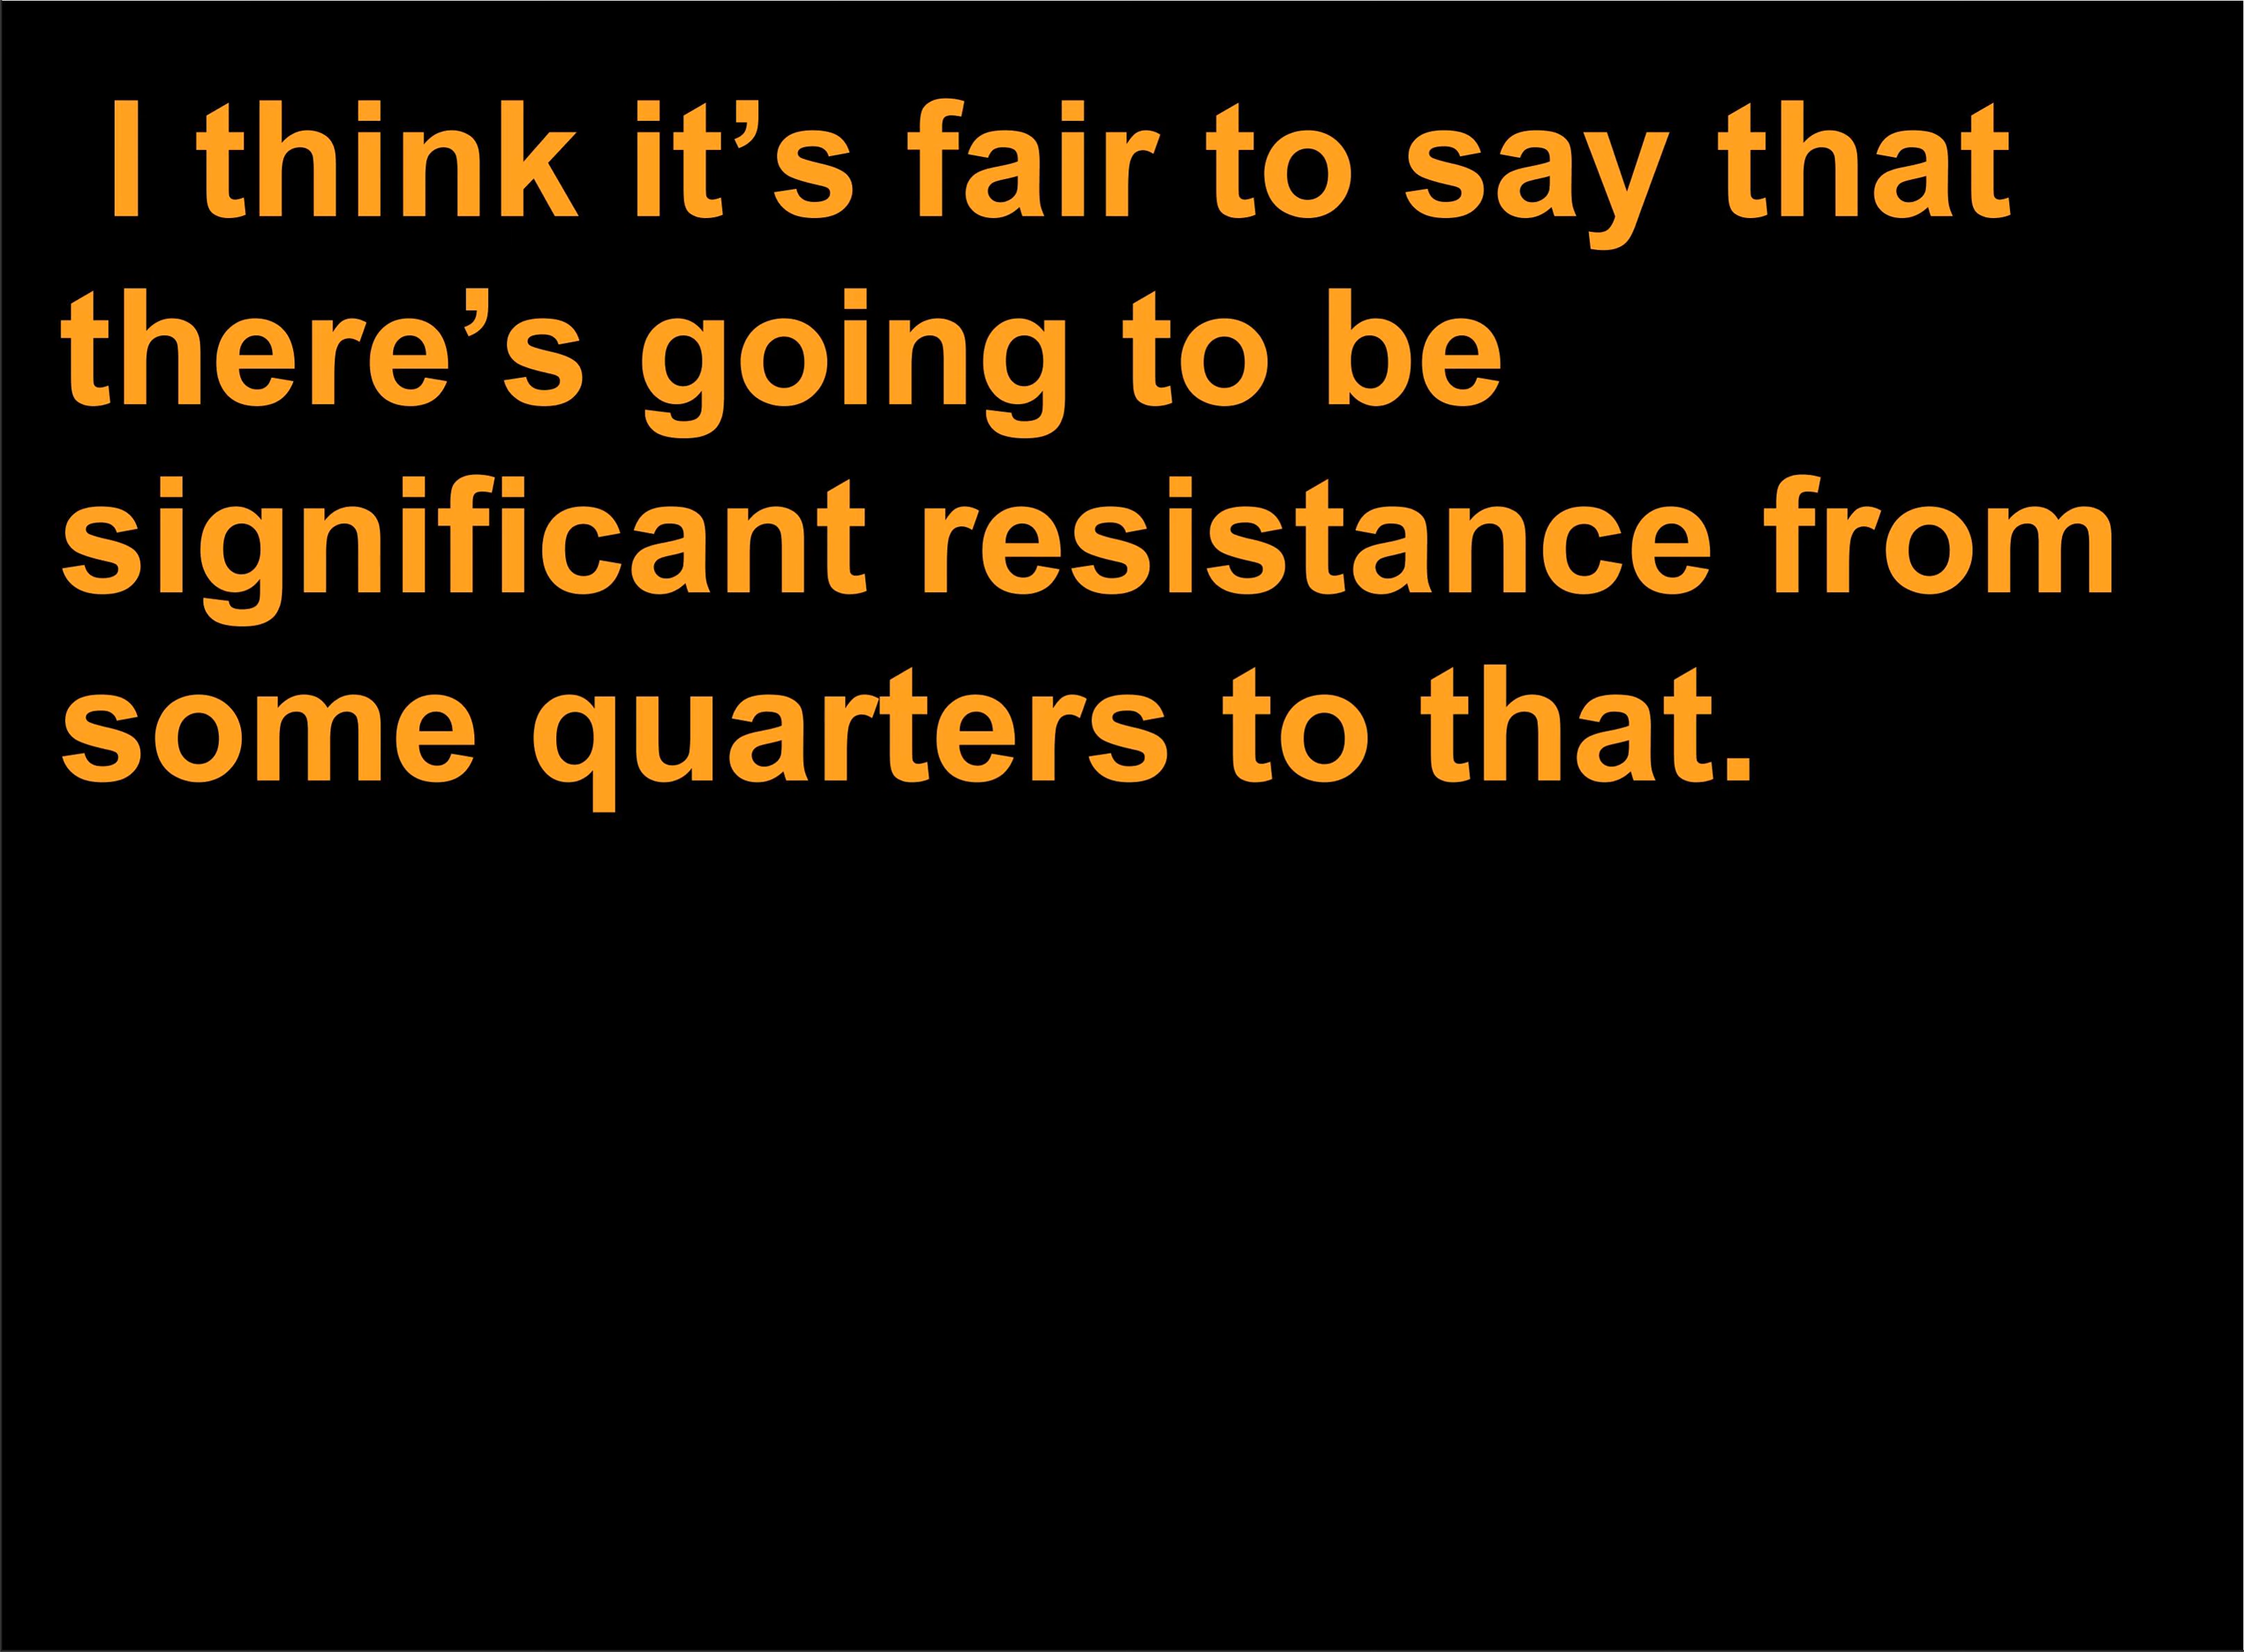 I think it’s fair to say that
there’s going to be
significant resistance from
some quarters to that.